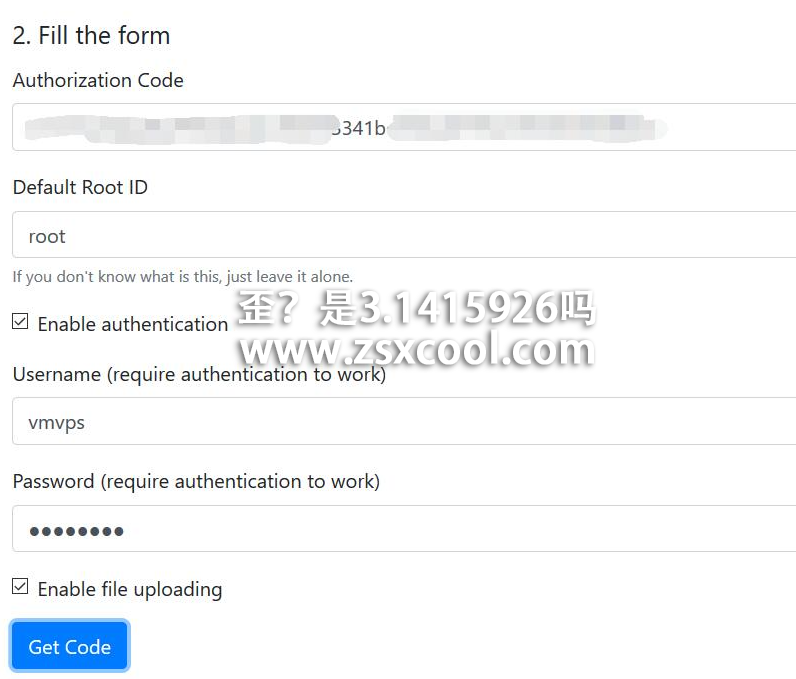 2. Fill the form
Authorization Code
341b
Default Root ID
root
If you don't know what is this, just leave it alone.
歪？是3.1415926吗
Enable authentication
www.zsxcool.com
Username (require authentication to work)
vmvps
Password (require authentication to work)
●●●●●●●●
Enable file uploading
Get Code